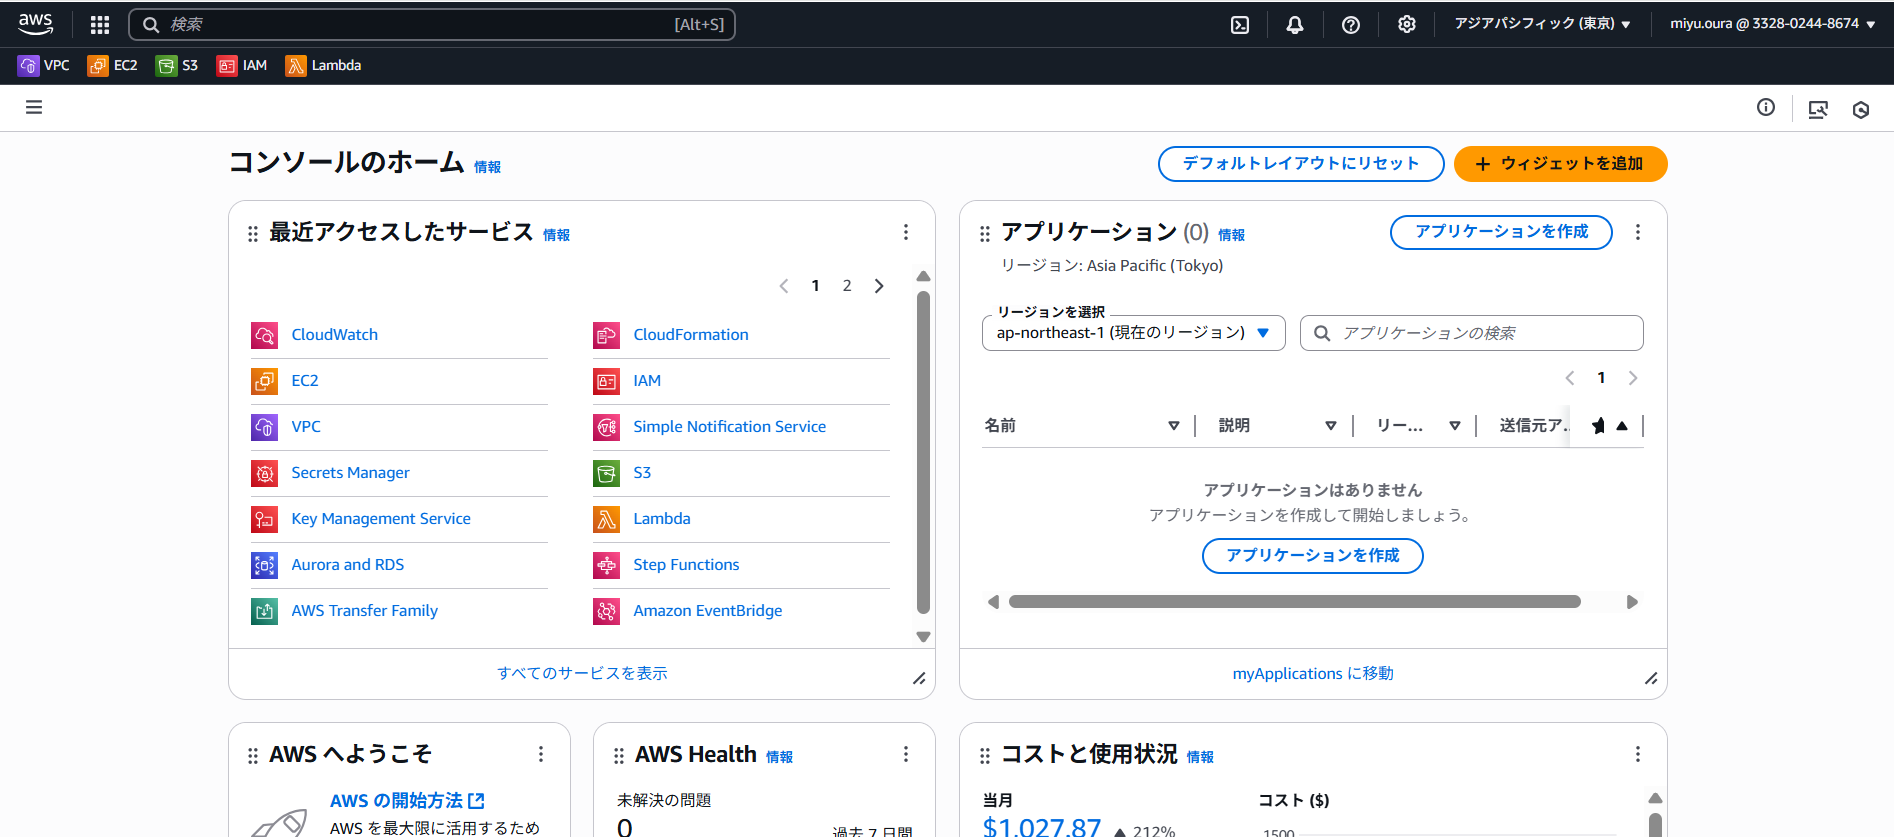 aws
検索
[Alt+S]
アジアパシフィック (東京)
miyu.oura @ 3328-0244-8674
VPC
EC2
S3
IAM
Lambda
コンソールのホーム 情報
デフォルトレイアウトにリセット
ウィジェットを追加
最近アクセスしたサービス 情報
1 2
CloudWatch
CloudFormation
EC2
IAM
VPC
Simple Notification Service
Secrets Manager
S3
Key Management Service
Lambda
Aurora and RDS
Step Functions
AWS Transfer Family
Amazon EventBridge
すべてのサービスを表示
アプリケーション (0) 情報
アプリケーションを作成
リージョン: Asia Pacific (Tokyo)
リージョンを選択
ap-northeast-1 (現在のリージョン)
アプリケーションの検索
1
名前
説明
リー...
送信元ア..
アプリケーションはありません
アプリケーションを作成して開始しましょう。
アプリケーションを作成
myApplications に移動
AWS へようこそ
AWS の開始方法
AWS を最大限に活用するため
AWS Health 情報
未解決の問題
0
過去 7 日間
コストと使用状況 情報
当月
$1,027.87
212%
コスト ($)
1500